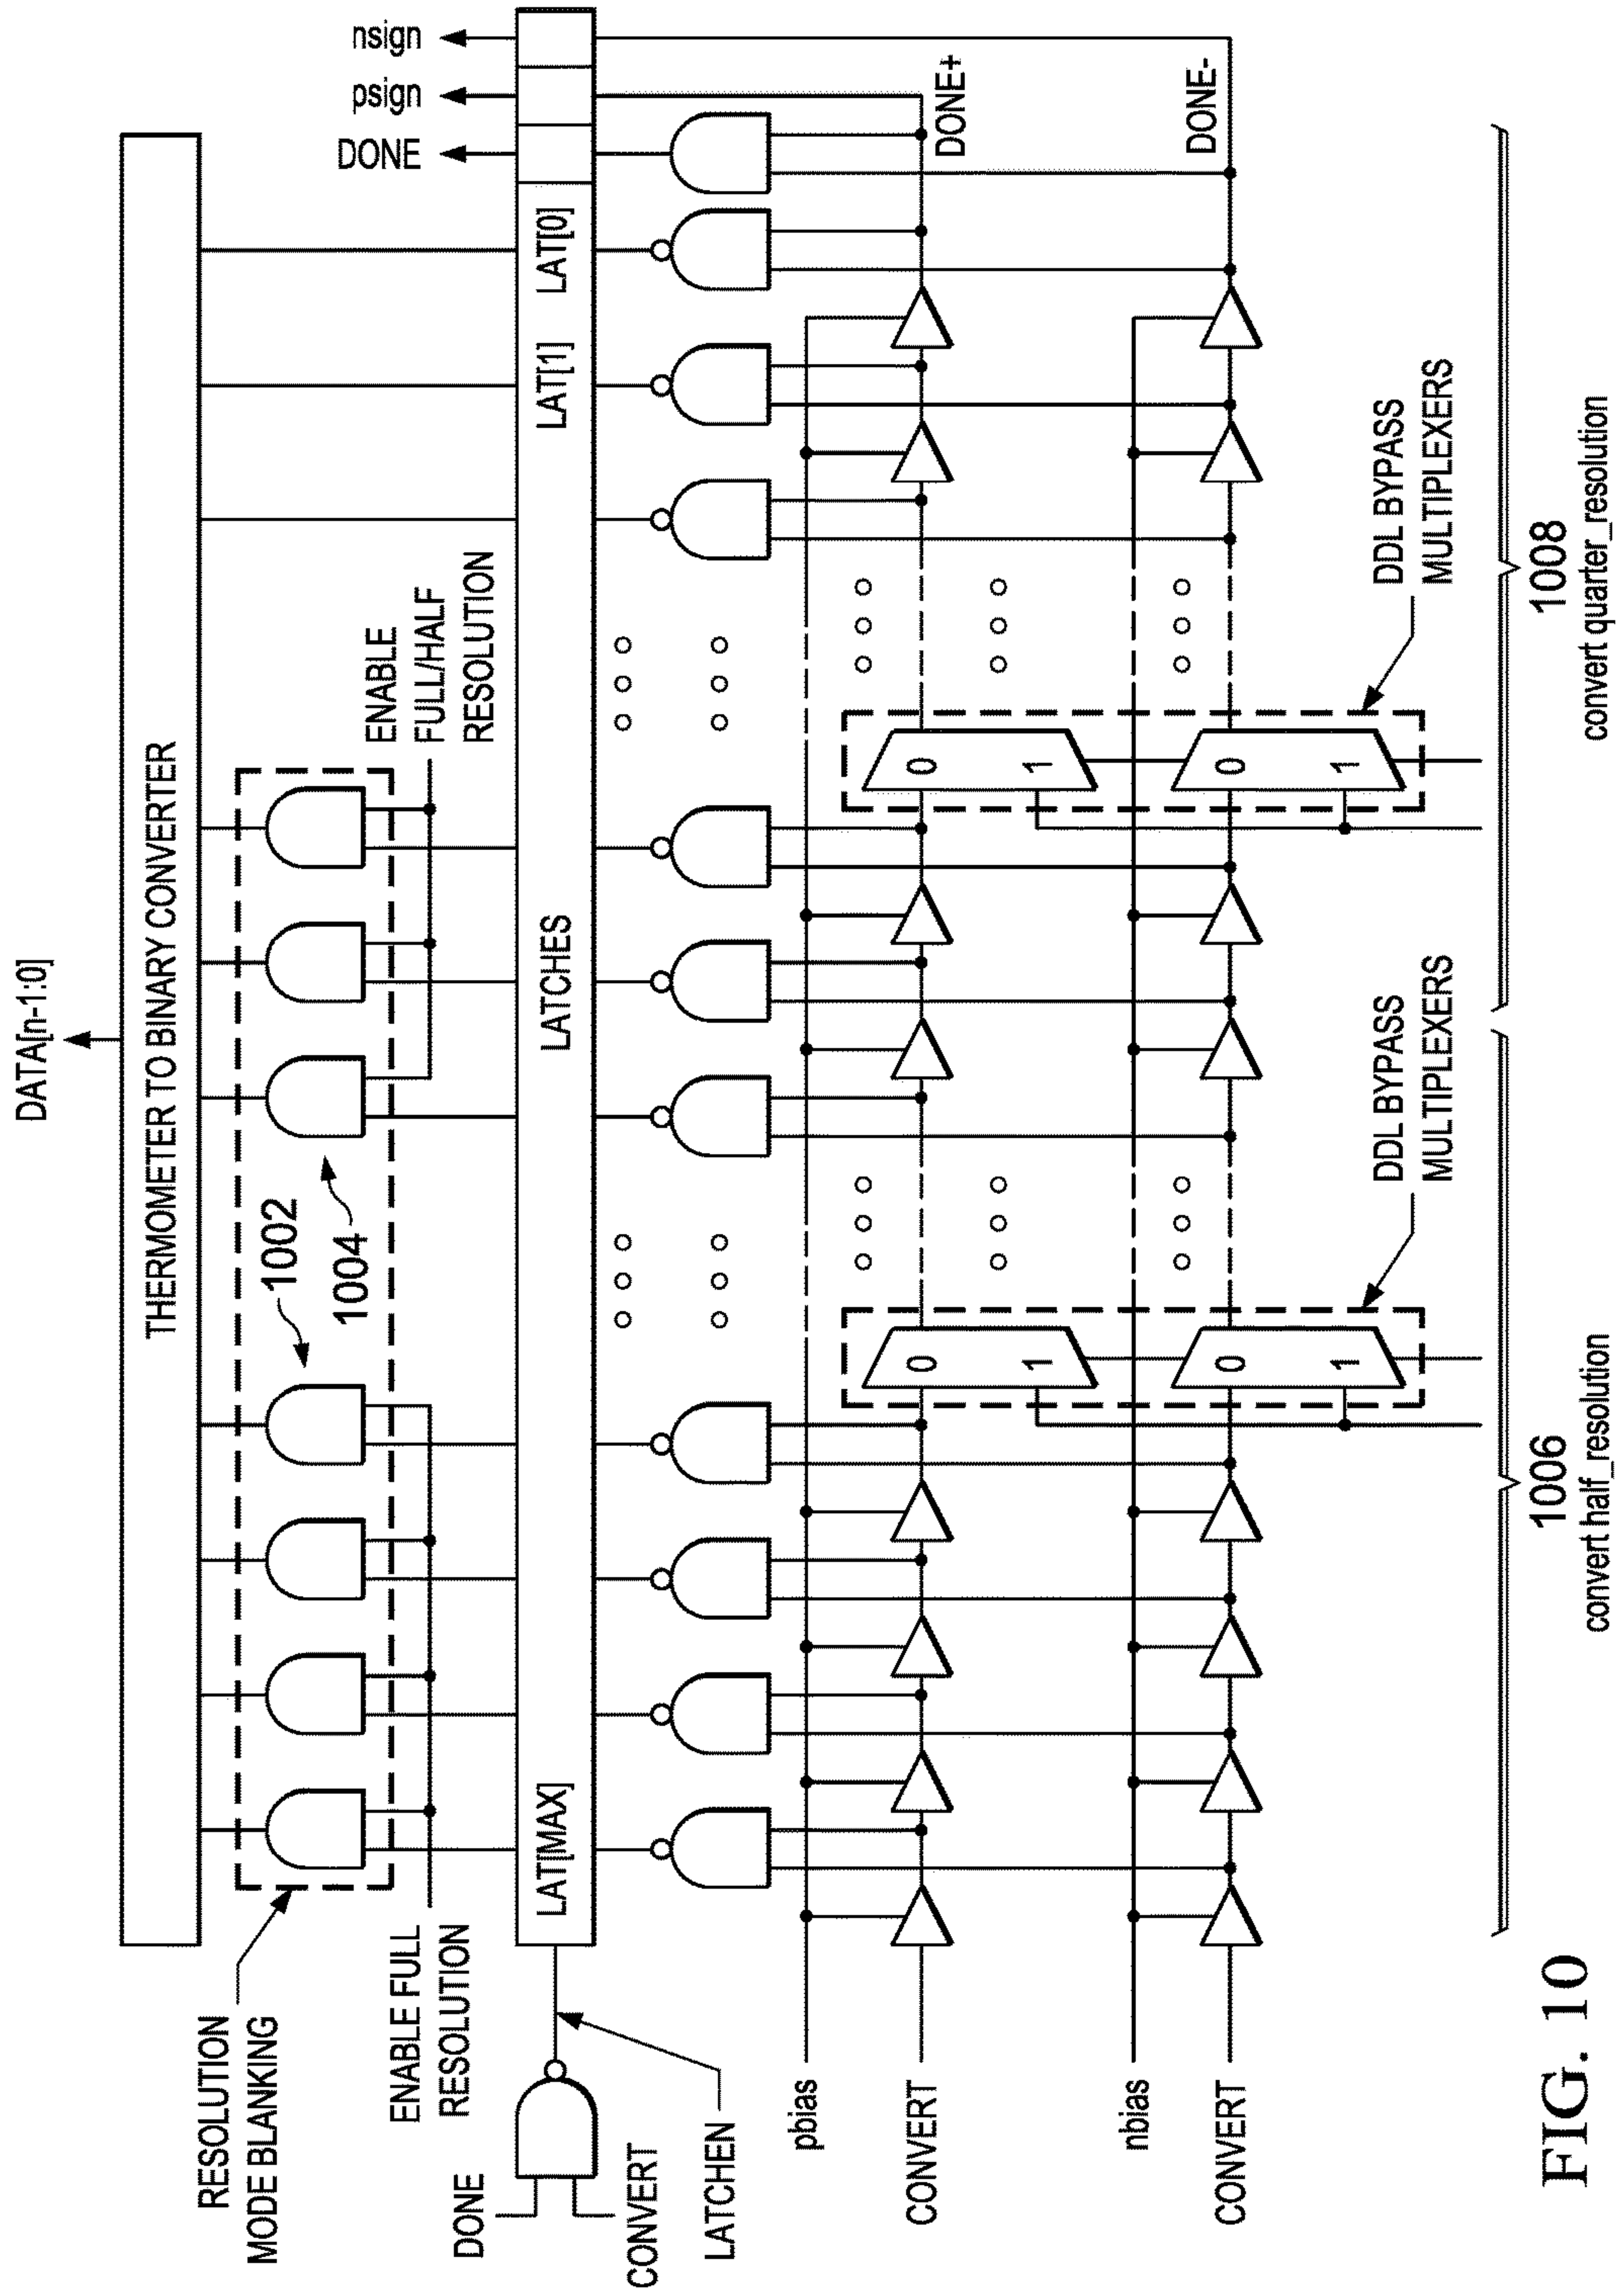 DATA[n-1:0]
THERMOMETER TO BINARY CONVERTER
RESOLUTION
MODE BLANKING
1002
1004
ENABLE FULL
RESOLUTION
ENABLE
FULL/HALF
RESOLUTION
DONE
psign
nsign
DONE
CONVERT
LATCHEN
LAT[MAX]
LATCHES
LAT[1]
LAT[0]
pbias
CONVERT
DONE+
nbias
CONVERT
DONE-
0
1
0
1
0
1
0
1
DDL BYPASS
MULTIPLEXERS
DDL BYPASS
MULTIPLEXERS
1006
convert half_resolution
1008
convert quarter_resolution
FIG. 10